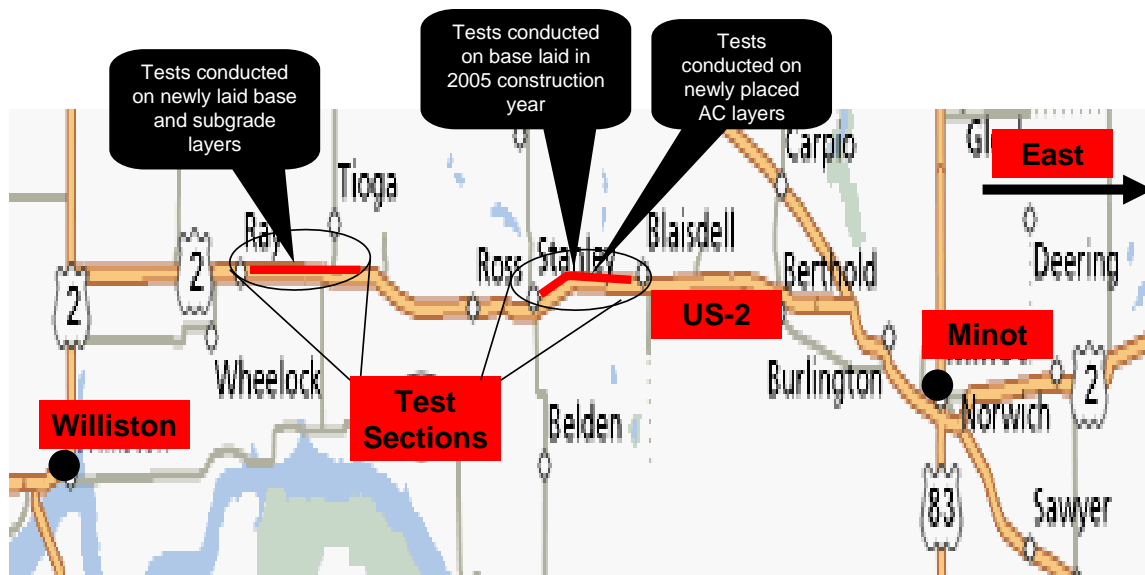 Tests conducted
on newly laid base
and subgrade
layers
Tests conducted
on base laid in
2005 construction
year
Tests
conducted on
newly placed
AC layers
East
Carpio
Tioga
Ray
Ross
Stanley
Blaisdell
Berthold
Deering
2
2
US-2
Minot
Wheelock
Burlington
2
Norwich
Williston
Test
Sections
Belden
83
Sawyer